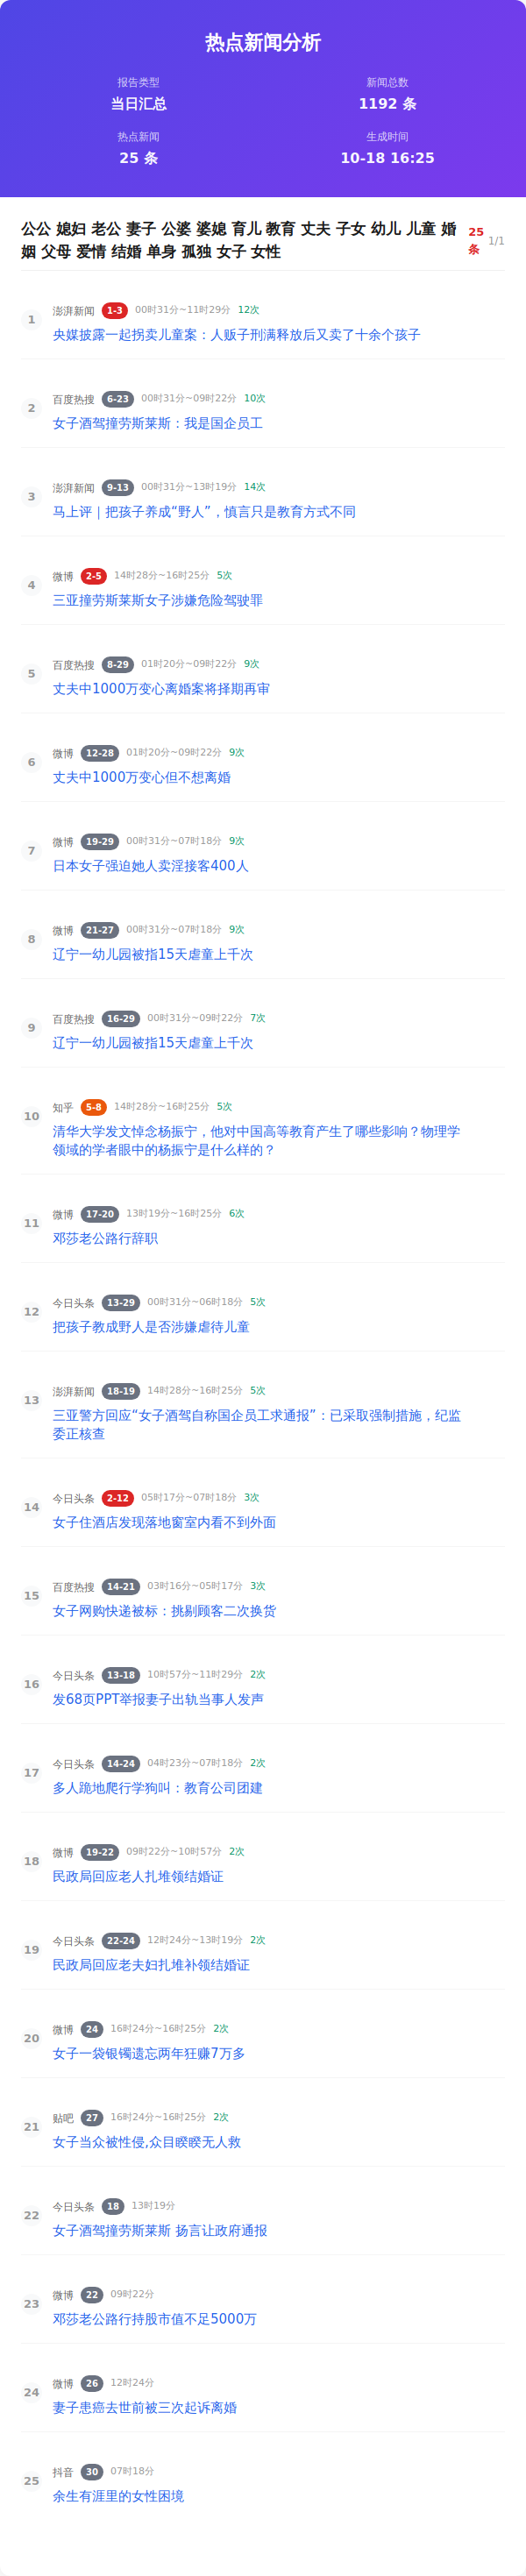 热点新闻分析
报告类型
新闻总数
当日汇总
1192 条
热点新闻
生成时间
25 条
10-18 16:25
公公 媳妇 老公 妻子 公婆 婆媳 育儿 教育 丈夫 子女 幼儿 儿童 婚
姻 父母 爱情 结婚 单身 孤独 女子 女性
25
条
1/1
1
澎湃新闻 1-3 00时31分~11时29分 12次
央媒披露一起拐卖儿童案：人贩子刑满释放后又卖了十余个孩子
2
百度热搜 6-23 00时31分~09时22分 10次
女子酒驾撞劳斯莱斯：我是国企员工
3
澎湃新闻 9-13 00时31分~13时19分 14次
马上评｜把孩子养成“野人”，慎言只是教育方式不同
4
微博 2-5 14时28分~16时25分 5次
三亚撞劳斯莱斯女子涉嫌危险驾驶罪
5
百度热搜 8-29 01时20分~09时22分 9次
丈夫中1000万变心离婚案将择期再审
6
微博 12-28 01时20分~09时22分 9次
丈夫中1000万变心但不想离婚
7
微博 19-29 00时31分~07时18分 9次
日本女子强迫她人卖淫接客400人
8
微博 21-27 00时31分~07时18分 9次
辽宁一幼儿园被指15天虐童上千次
9
百度热搜 16-29 00时31分~09时22分 7次
辽宁一幼儿园被指15天虐童上千次
10
知乎 5-8 14时28分~16时25分 5次
清华大学发文悼念杨振宁，他对中国高等教育产生了哪些影响？物理学
领域的学者眼中的杨振宁是什么样的？
11
微博 17-20 13时19分~16时25分 6次
邓莎老公路行辞职
12
今日头条 13-29 00时31分~06时18分 5次
把孩子教成野人是否涉嫌虐待儿童
13
澎湃新闻 18-19 14时28分~16时25分 5次
三亚警方回应“女子酒驾自称国企员工求通报”：已采取强制措施，纪监
委正核查
14
今日头条 2-12 05时17分~07时18分 3次
女子住酒店发现落地窗室内看不到外面
15
百度热搜 14-21 03时16分~05时17分 3次
女子网购快递被标：挑剔顾客二次换货
16
今日头条 13-18 10时57分~11时29分 2次
发68页PPT举报妻子出轨当事人发声
17
今日头条 14-24 04时23分~07时18分 2次
多人跪地爬行学狗叫：教育公司团建
18
微博 19-22 09时22分~10时57分 2次
民政局回应老人扎堆领结婚证
19
今日头条 22-24 12时24分~13时19分 2次
民政局回应老夫妇扎堆补领结婚证
20
微博 24 16时24分~16时25分 2次
女子一袋银镯遗忘两年狂赚7万多
21
贴吧 27 16时24分~16时25分 2次
女子当众被性侵,众目睽睽无人救
22
今日头条 18 13时19分
女子酒驾撞劳斯莱斯 扬言让政府通报
23
微博 22 09时22分
邓莎老公路行持股市值不足5000万
24
微博 26 12时24分
妻子患癌去世前被三次起诉离婚
25
抖音 30 07时18分
余生有涯里的女性困境